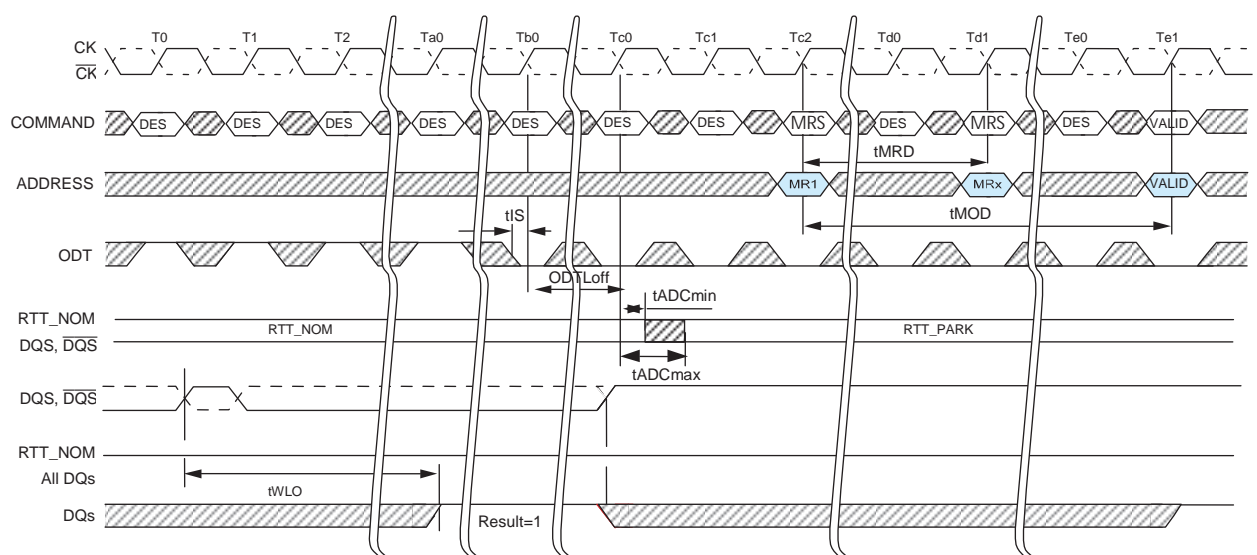 T0 T1 T2 Ta0 Tb0 Tc0 Tc1 Tc2 Td0 Td1 Te0 Te1
CK
CK
COMMAND DES DES DES DES DES DES DES MRS DES MRS DES VALID
tMRD
ADDRESS MR1 MRx VALID
tIS tMOD
ODT
ODTLoff
tADCmin
RTT_NOM
RTT_NOM RTT_PARK
DQS, DQS
tADCmax
DQS, DQS
RTT_NOM
All DQs
tWLO
DQs Result=1